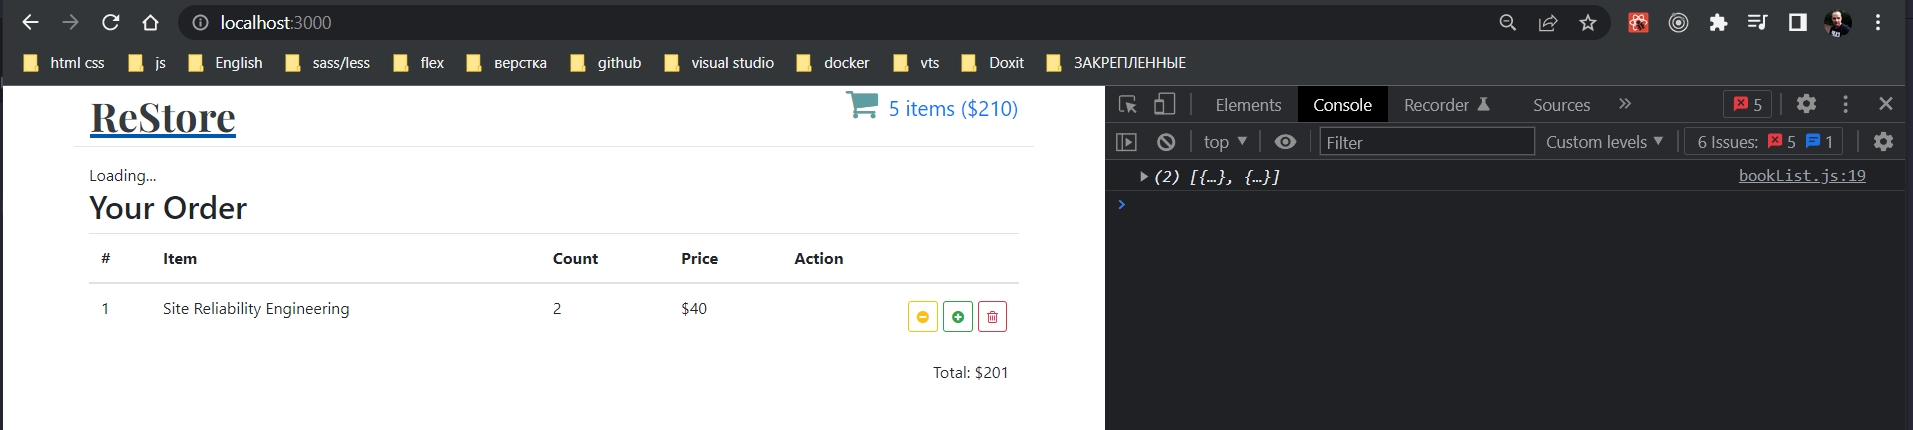 localhost:3000
html css js English sass/less flex верстка github visual studio docker vts Doxit ЗАКРЕПЛЕННЫЕ
ReStore 5 items ($210)
Loading...
Your Order
# Item Count Price Action
1 Site Reliability Engineering 2 $40
Total: $201
Elements Console Recorder Sources » 5
top Filter Custom levels 6 Issues: 5 1
(2) [{…}, {…}] bookList.js:19